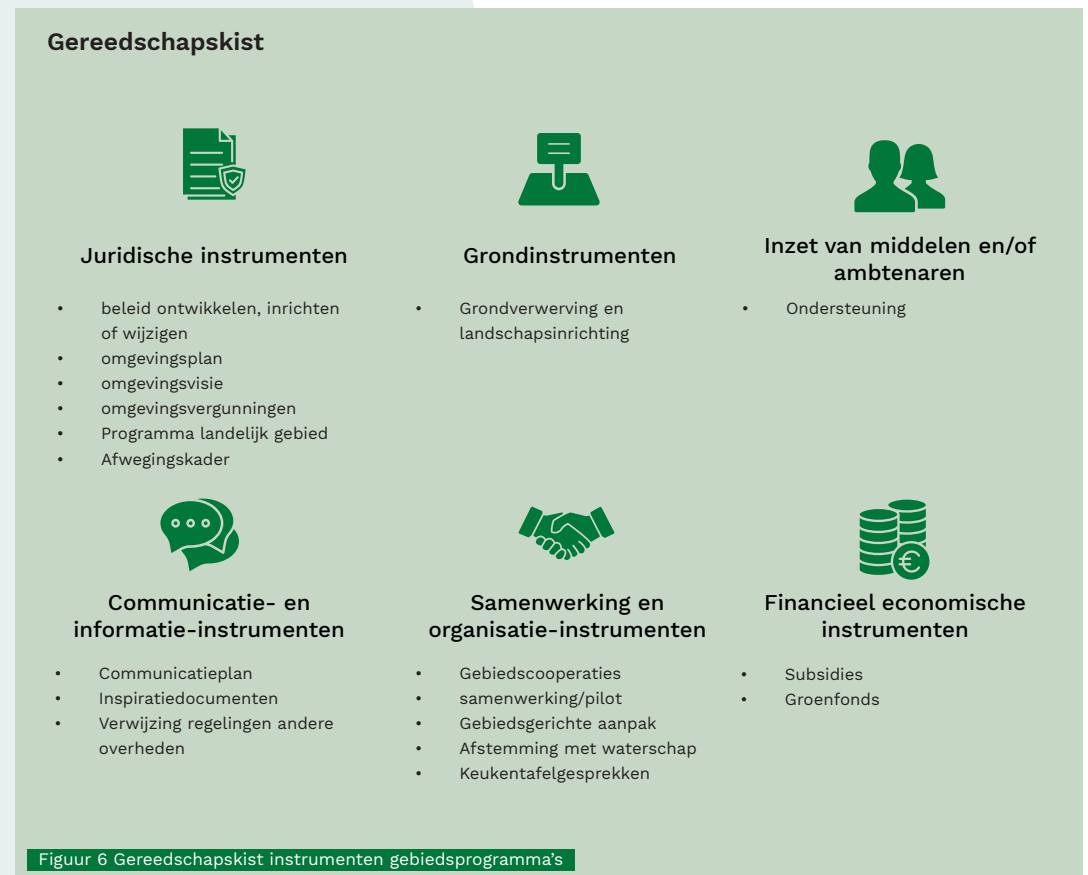 Gereedschapskist
Juridische instrumenten
• beleid ontwikkelen, inrichten
of wijzigen
• omgevingsplan
• omgevingsvisie
• omgevingsvergunningen
• Programma landelijk gebied
• Afwegingskader
Grondinstrumenten
• Grondverwerving en
landschapsinrichting
Inzet van middelen en/of
ambtenaren
• Ondersteuning
Communicatie- en
informatie-instrumenten
• Communicatieplan
• Inspiratiedocumenten
• Verwijzing regelingen andere
overheden
Samenwerking en
organisatie-instrumenten
• Gebiedscooperaties
• samenwerking/pilot
• Gebiedsgerichte aanpak
• Afstemming met waterschap
• Keukentafelgesprekken
€
Financieel economische
instrumenten
• Subsidies
• Groenfonds
Figuur 6 Gereedschapskist instrumenten gebiedsprogramma’s